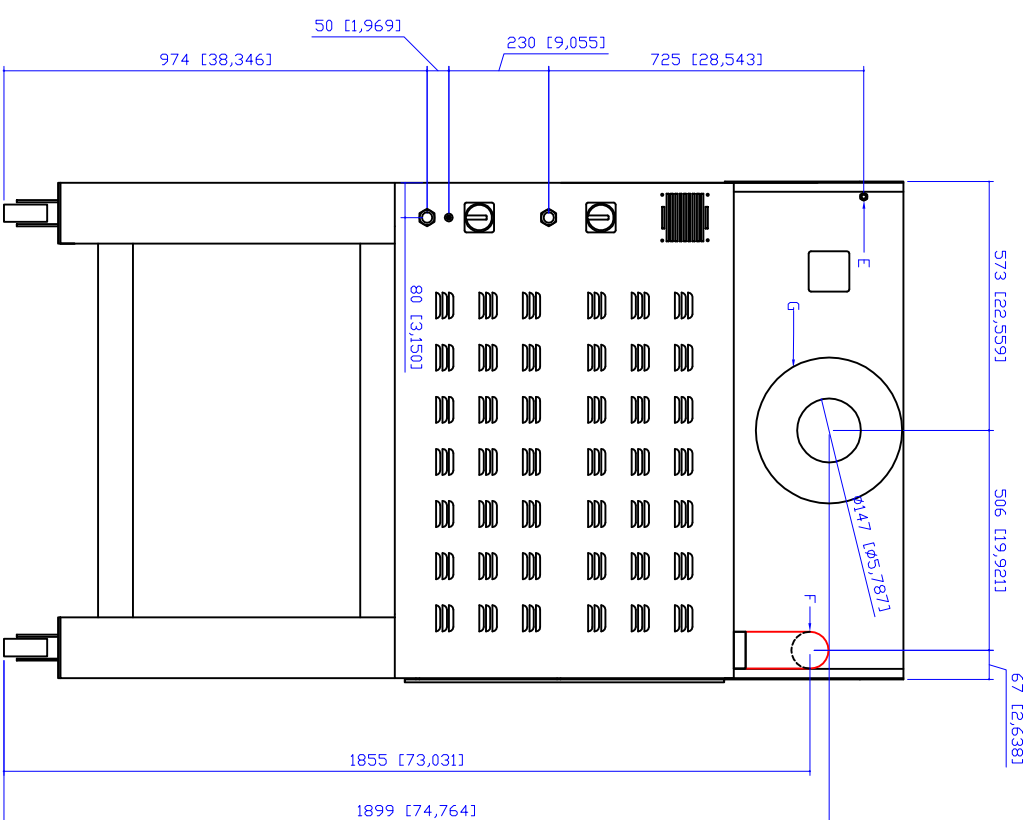 50 [1,969]
230 [9,055]
974 [38,346]
725 [28,543]
E
573 [22,559]
80 [3,150]
G
506 [19,921]
Ø147 [Ø5,787]
F
67 [2,638]
1855 [73,031]
1899 [74,764]